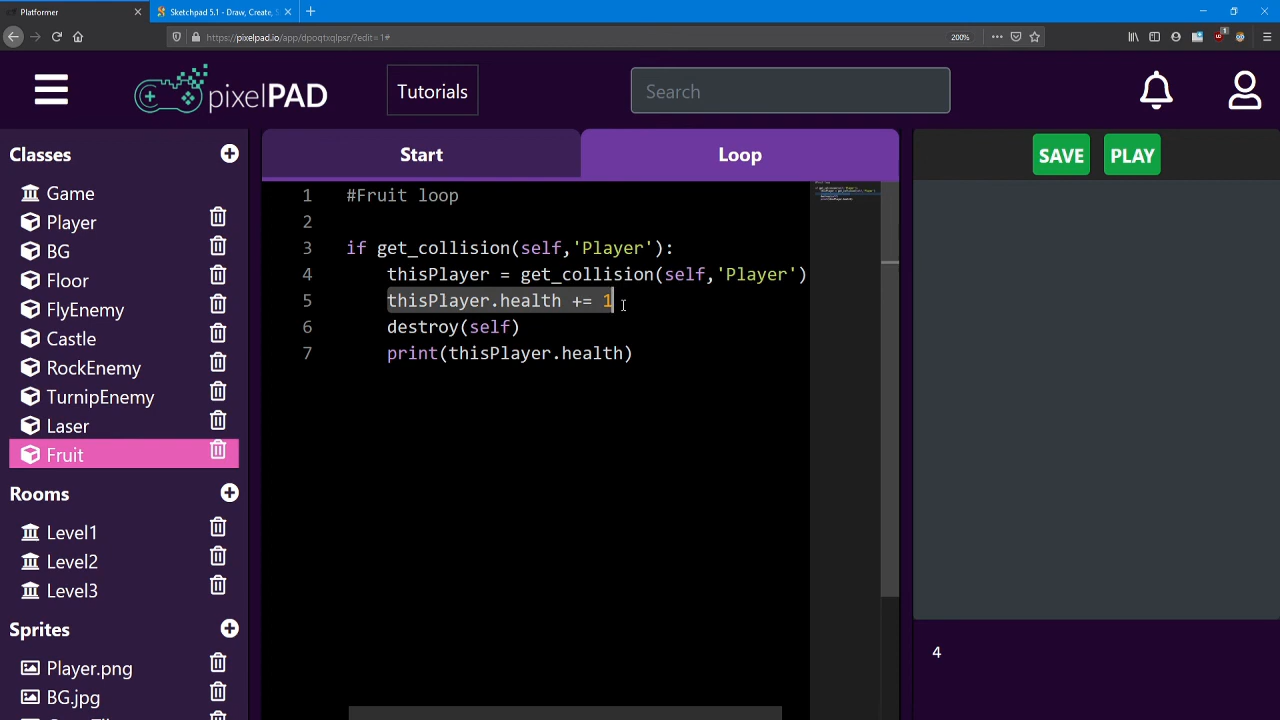 Platformer
Sketchpad 5.1 - Draw, Create, S
https://pixelpad.io/app/dpoqtxqlpsr/?edit=1#
200%
pixelPAD
Tutorials
Search
Classes
Game
Player
BG
Floor
FlyEnemy
Castle
RockEnemy
TurnipEnemy
Laser
Fruit
Rooms
Level1
Level2
Level3
Sprites
Player.png
BG.jpg
Start
Loop
1 #Fruit loop
2
3 if get_collision(self,'Player'):
4 thisPlayer = get_collision(self,'Player')
5 thisPlayer.health += 1
6 destroy(self)
7 print(thisPlayer.health)
SAVE
PLAY
4